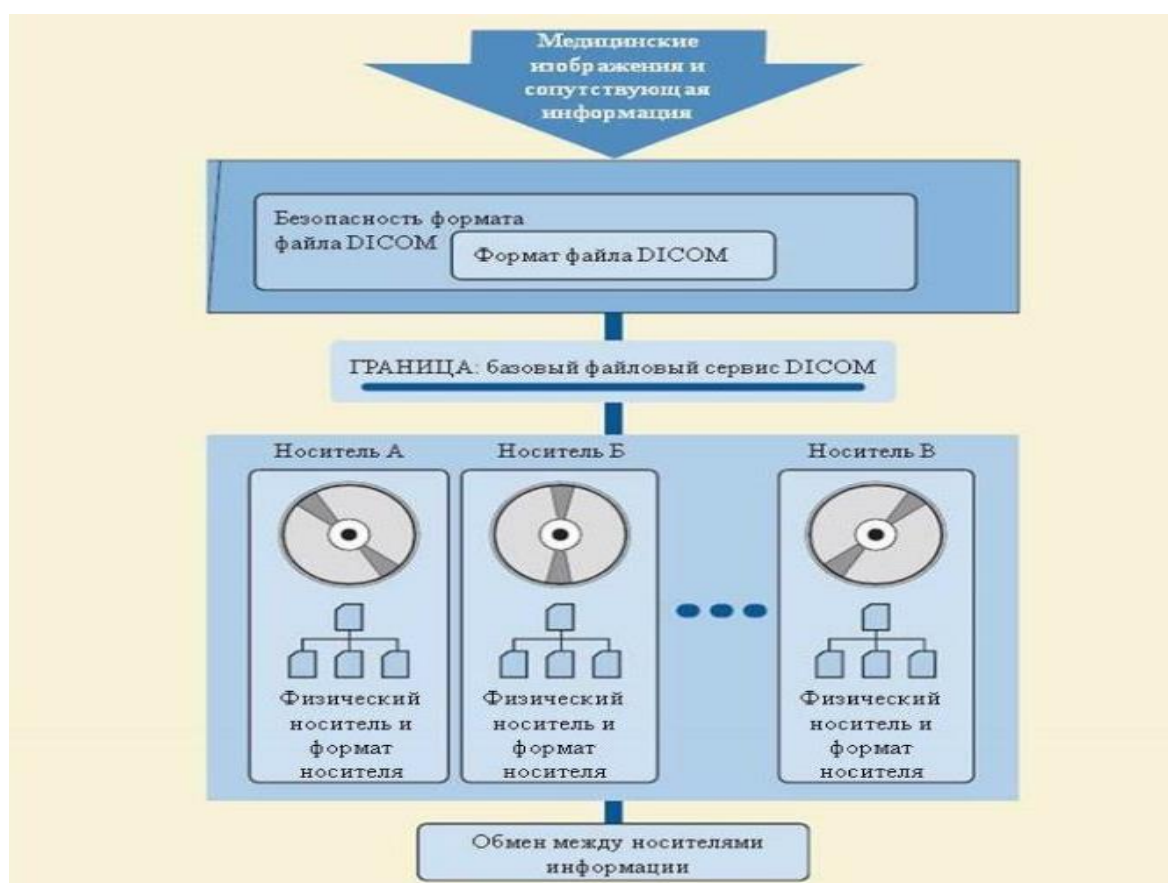 Медицинские
изображения и
сопутствующая
информация
Безопасность формата
файла DICOM
Формат файла DICOM
ГРАНИЦА: базовый файловый сервис DICOM
Носитель А
Носитель Б
Носитель В
Физический
носитель и
формат
носителя
Физический
носитель и
формат
носителя
Физический
носитель и
формат
носителя
Обмен между носителями
информации